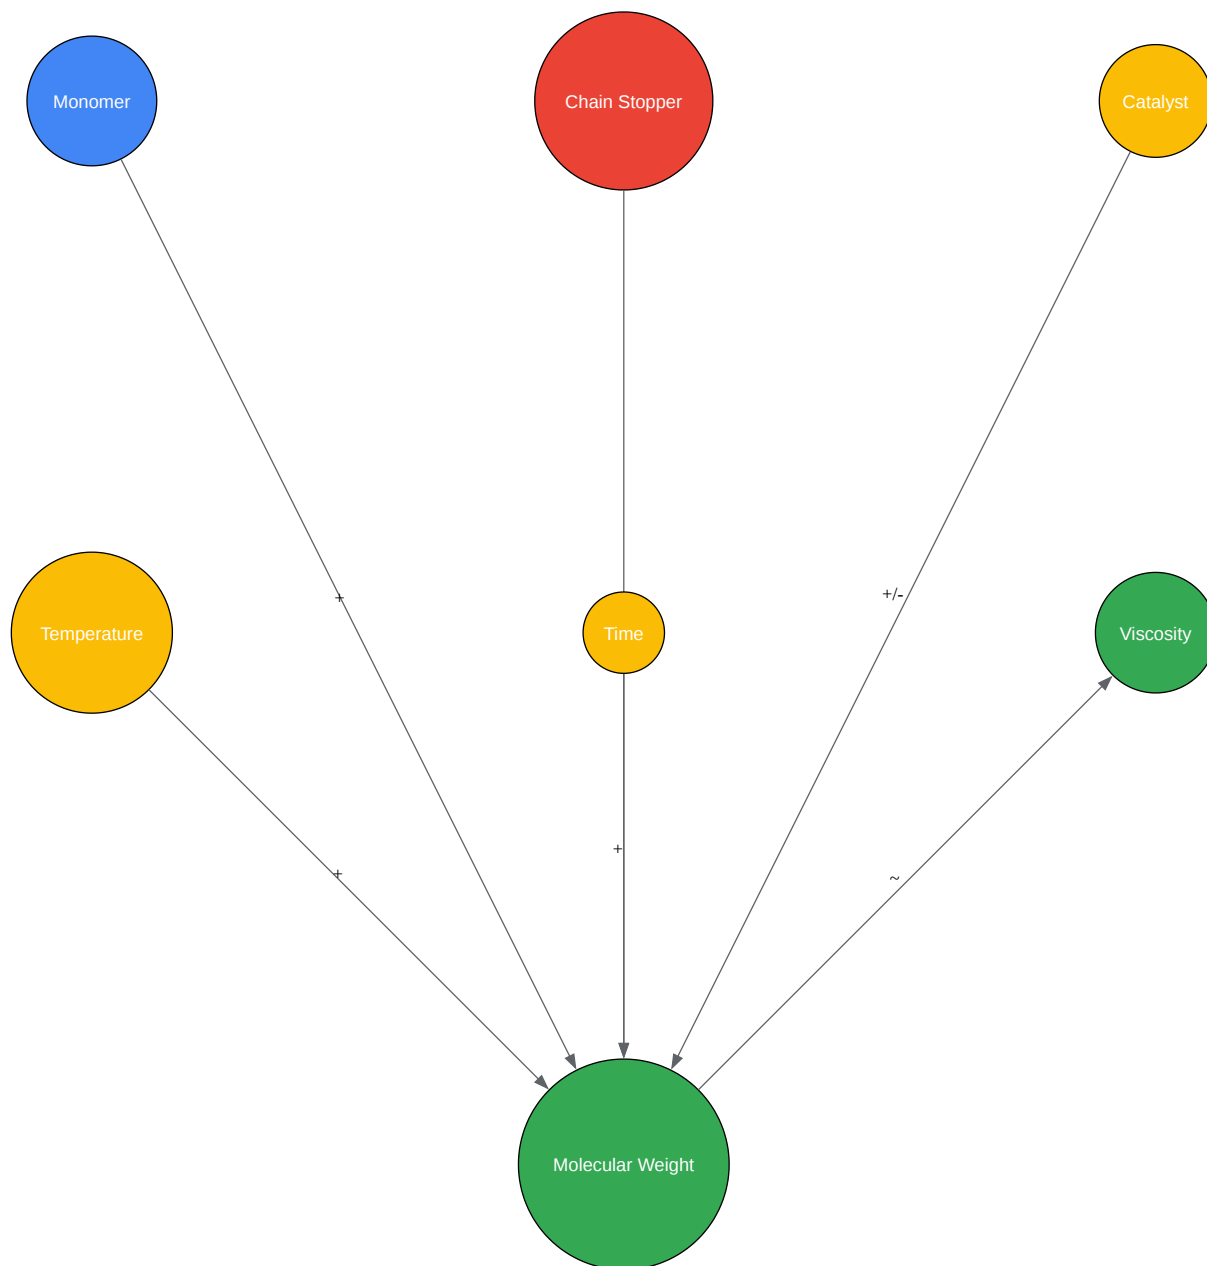 Monomer
Chain Stopper
Catalyst
+
+/-
Temperature
Time
Viscosity
+
+
~
Molecular Weight